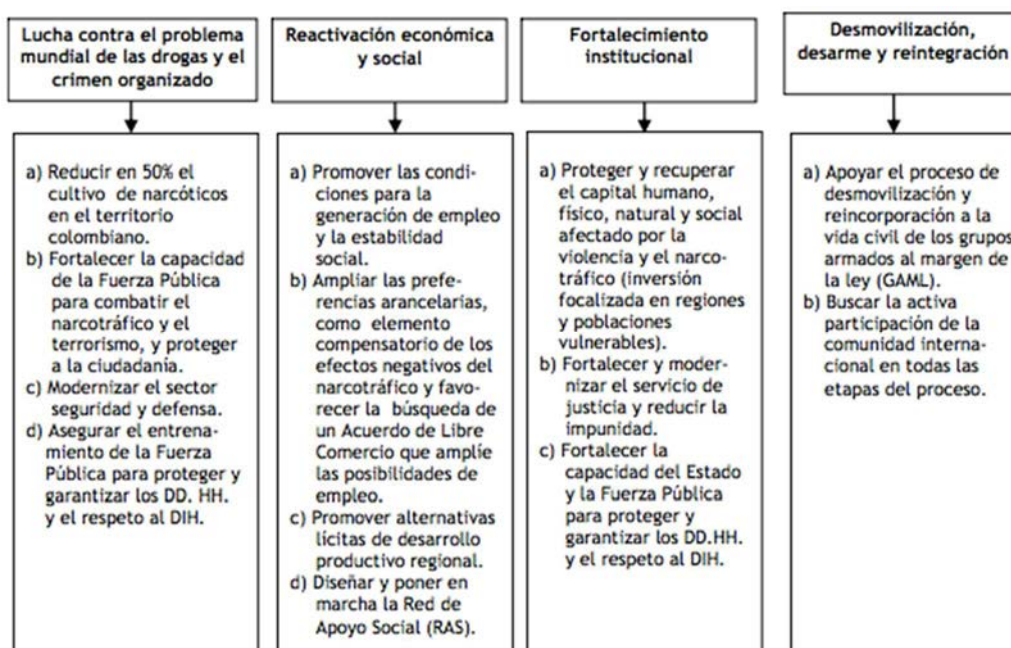 Lucha contra el problema
mundial de las drogas y el
crimen organizado
a) Reducir en 50% el
cultivo de narcóticos
en el territorio
colombiano.
b) Fortalecer la capacidad
de la Fuerza Pública
para combatir el
narcotráfico y el
terrorismo, y proteger
a la ciudadanía.
c) Modernizar el sector
seguridad y defensa.
d) Asegurar el entrena-
miento de la Fuerza
Pública para proteger y
garantizar los DD. HH.
y el respeto al DIH.
Reactivación económica
y social
a) Promover las condi-
ciones para la
generación de empleo
y la estabilidad
social.
b) Ampliar las prefe-
rencias arancelarias,
como elemento
compensatorio de los
efectos negativos del
narcotráfico y favo-
recer la búsqueda de
un Acuerdo de Libre
Comercio que amplíe
las posibilidades de
empleo.
c) Promover alternativas
lícitas de desarrollo
productivo regional.
d) Diseñar y poner en
marcha la Red de
Apoyo Social (RAS).
Fortalecimiento
institucional
a) Proteger y recuperar
el capital humano,
físico, natural y social
afectado por la
violencia y el narco-
tráfico (inversión
focalizada en regiones
y poblaciones
vulnerables).
b) Fortalecer y moder-
nizar el servicio de
justicia y reducir la
impunidad.
c) Fortalecer la
capacidad del Estado
y la Fuerza Pública
para proteger y
garantizar los DD.HH.
y el respeto al DIH.
Desmovilización,
desarme y reintegración
a) Apoyar el proceso de
desmovilización y
reincorporación a la
vida civil de los grupos
armados al margen de
la ley (GAML).
b) Buscar la activa
participación de la
comunidad interna-
cional en todas las
etapas del proceso.